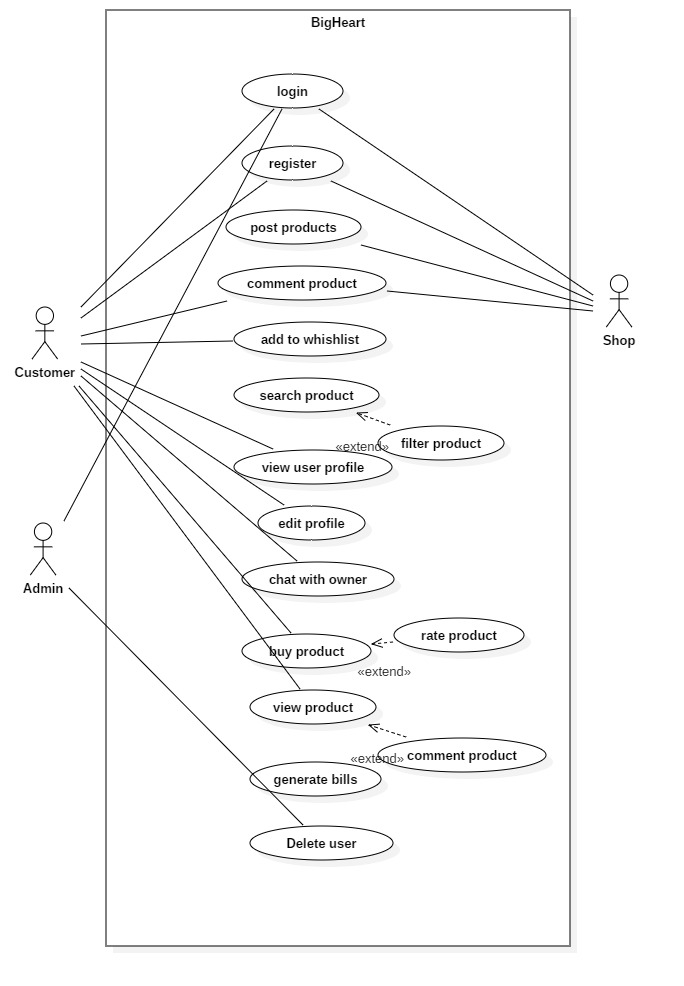 BigHeart
login
register
post products
comment product
add to whishlist
search product
filter product
«extend»
view user profile
Shop
Customer
edit profile
chat with owner
Admin
rate product
buy product
«extend»
view product
comment product
«extend»
generate bills
Delete user